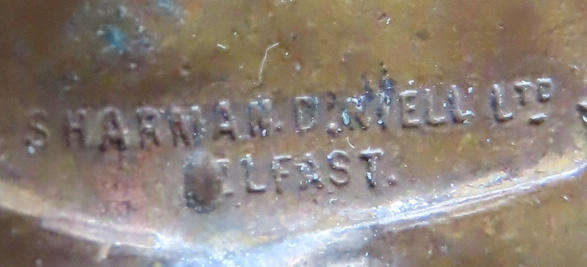 SHARMAN. D. NEILL LTD
BELFAST.